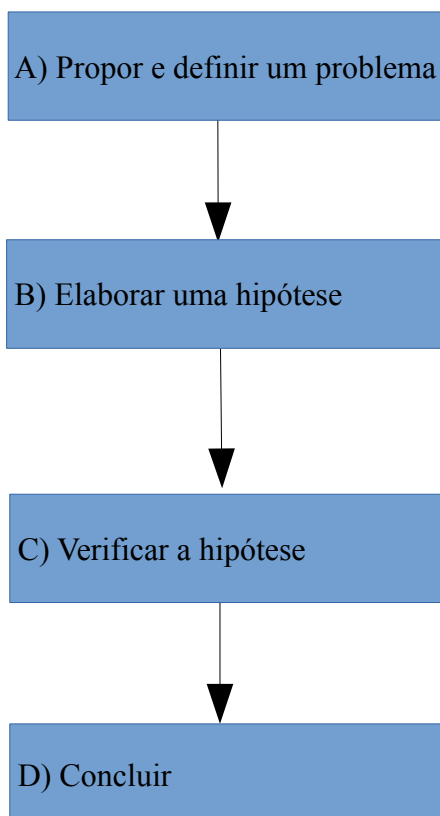 A) Propor e definir um problema
B) Elaborar uma hipótese
C) Verificar a hipótese
D) Concluir